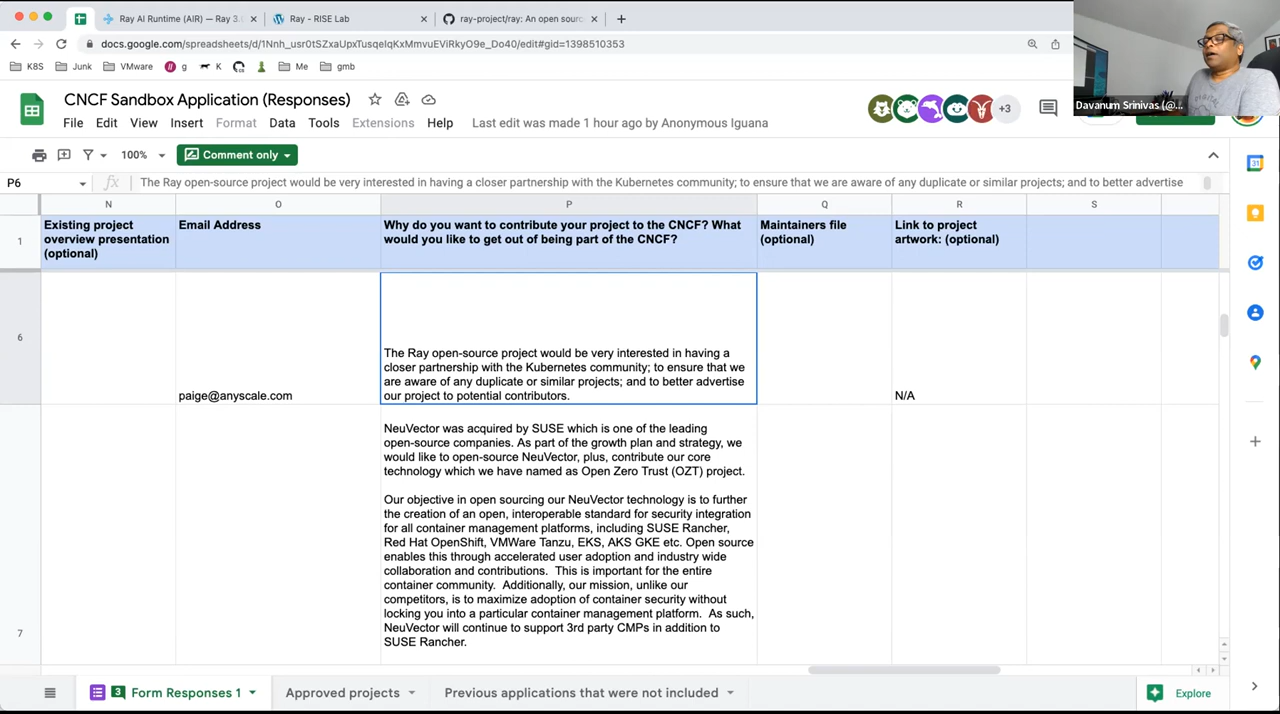 Ray AI Runtime (AIR) — Ray 3.
Ray - RISE Lab
ray-project/ray: An open sour
docs.google.com/spreadsheets/d/1Nnh_usr0tSZxaUpxTusqelqKxMmvuEViRkyO9e_Do40/edit#gid=1398510353
K8S
Junk
VMware
g
K
Me
gmb
Davanum Srinivas (@...
CNCF Sandbox Application (Responses)
+3
File Edit View Insert Format Data Tools Extensions Help Last edit was made 1 hour ago by Anonymous Iguana
100% Comment only
P6 fx The Ray open-source project would be very interested in having a closer partnership with the Kubernetes community; to ensure that we are aware of any duplicate or similar projects; and to better advertise
N O P Q R S
1
Existing project
overview presentation
(optional)
Email Address
Why do you want to contribute your project to the CNCF? What
would you like to get out of being part of the CNCF?
Maintainers file
(optional)
Link to project
artwork: (optional)
6
paige@anyscale.com
The Ray open-source project would be very interested in having a
closer partnership with the Kubernetes community; to ensure that we
are aware of any duplicate or similar projects; and to better advertise
our project to potential contributors.
N/A
7
NeuVector was acquired by SUSE which is one of the leading
open-source companies. As part of the growth plan and strategy, we
would like to open-source NeuVector, plus, contribute our core
technology which we have named as Open Zero Trust (OZT) project.
Our objective in open sourcing our NeuVector technology is to further
the creation of an open, interoperable standard for security integration
for all container management platforms, including SUSE Rancher,
Red Hat OpenShift, VMWare Tanzu, EKS, AKS GKE etc. Open source
enables this through accelerated user adoption and industry wide
collaboration and contributions. This is important for the entire
container community. Additionally, our mission, unlike our
competitors, is to maximize adoption of container security without
locking you into a particular container management platform. As such,
NeuVector will continue to support 3rd party CMPs in addition to
SUSE Rancher.
31
3 Form Responses 1
Approved projects
Previous applications that were not included
Explore